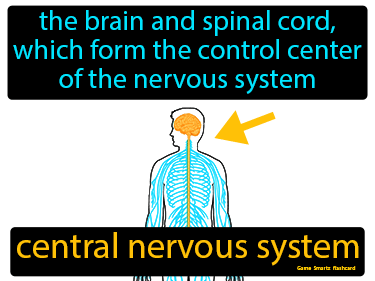 the brain and spinal cord,
which form the control center
of the nervous system
central nervous system
Game Smartz flashcard